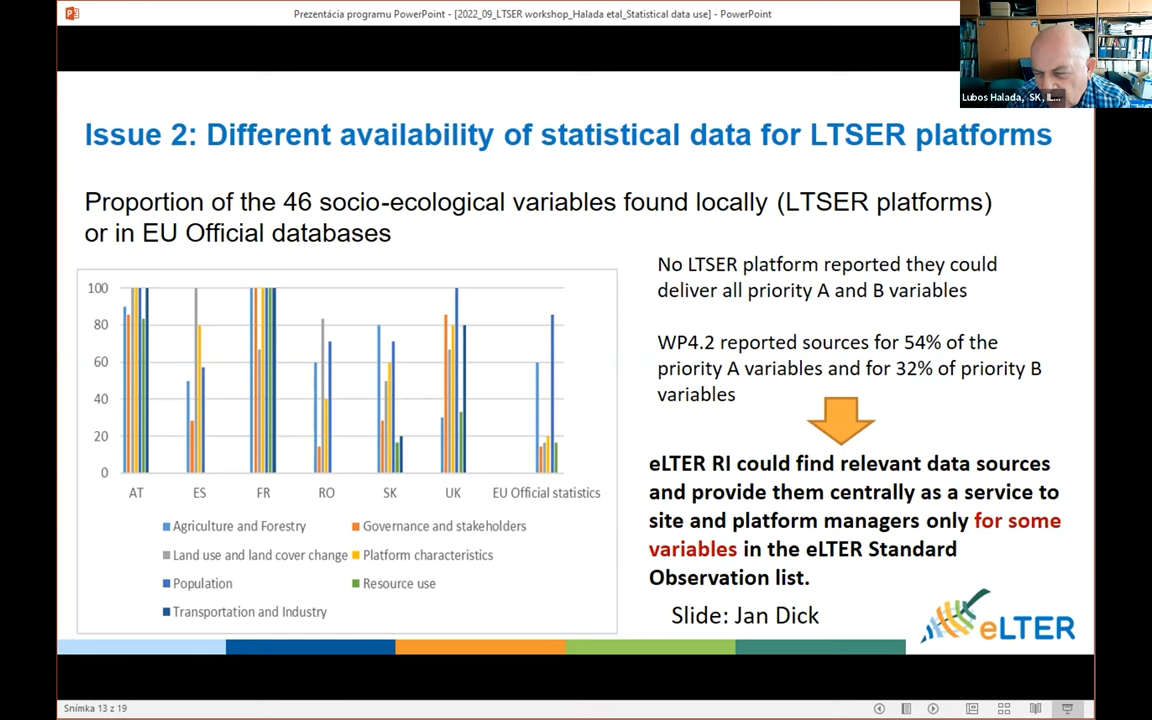 Prezentácia programu PowerPoint - [2022_09_LTSER workshop_Halada etal_Statistical data use] - PowerPoint
Lubos Halada, SK, IL...
Issue 2: Different availability of statistical data for LTSER platforms
Proportion of the 46 socio-ecological variables found locally (LTSER platforms)
or in EU Official databases
100
80
60
40
20
0
AT ES FR RO SK UK EU Official statistics
Agriculture and Forestry Governance and stakeholders
Land use and land cover change Platform characteristics
Population Resource use
Transportation and Industry
No LTSER platform reported they could
deliver all priority A and B variables
WP4.2 reported sources for 54% of the
priority A variables and for 32% of priority B
variables
eLTER RI could find relevant data sources
and provide them centrally as a service to
site and platform managers only for some
variables in the eLTER Standard
Observation list.
Slide: Jan Dick
eLTER
Snímka 13 z 19